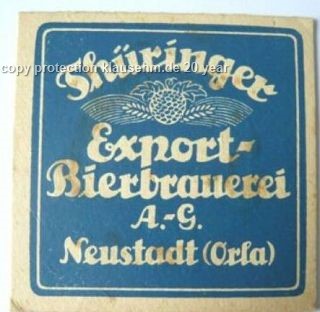 Thüringer
copy protection klausehm.de 20 year
Export-
Bierbrauerei
A.-G.
Neustadt (Orla)